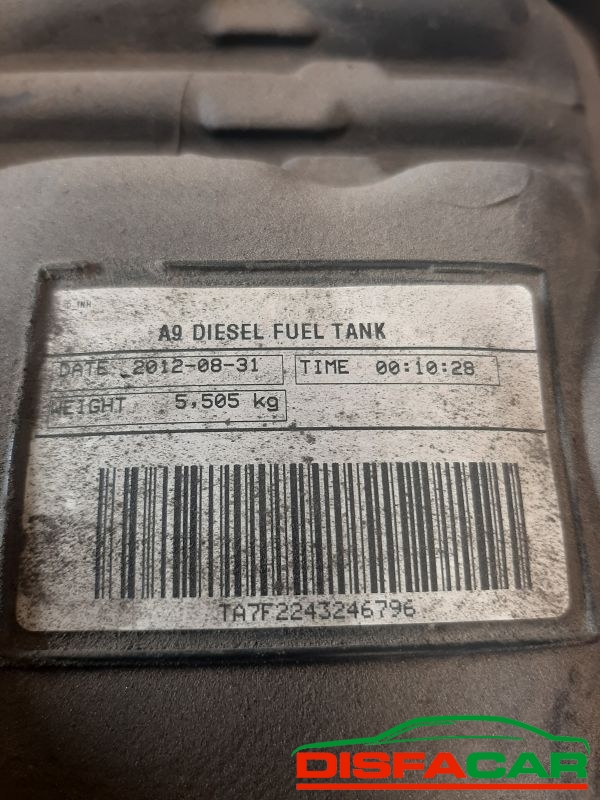 A9 DIESEL FUEL TANK
DATE 2012-08-31 TIME 00:10:28
WEIGHT 5,505 kg
TA7F2243246796
DISFACAR